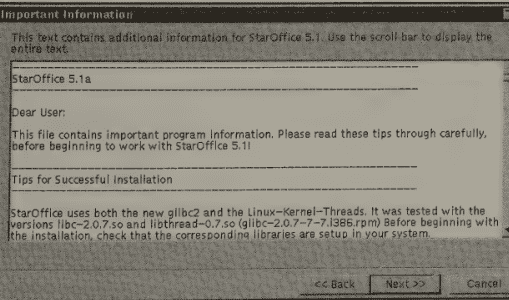 Important Information
This text contains additional information for StarOffice 5.1. Use the scroll bar to display the
entire text.
StarOffice 5.1a
Dear User:
This file contains important program information. Please read these tips through carefully,
before beginning to work with StarOffice 5.1!
Tips for Successful Installation
StarOffice uses both the new glibc2 and the Linux-Kernel-Threads. It was tested with the
versions libc-2.0.7.so and libthread-0.7.so (glibc-2.0.7-7-7.i386.rpm) Before beginning with
the installation, check that the corresponding libraries are setup in your system.
<< Back Next >> Cancel